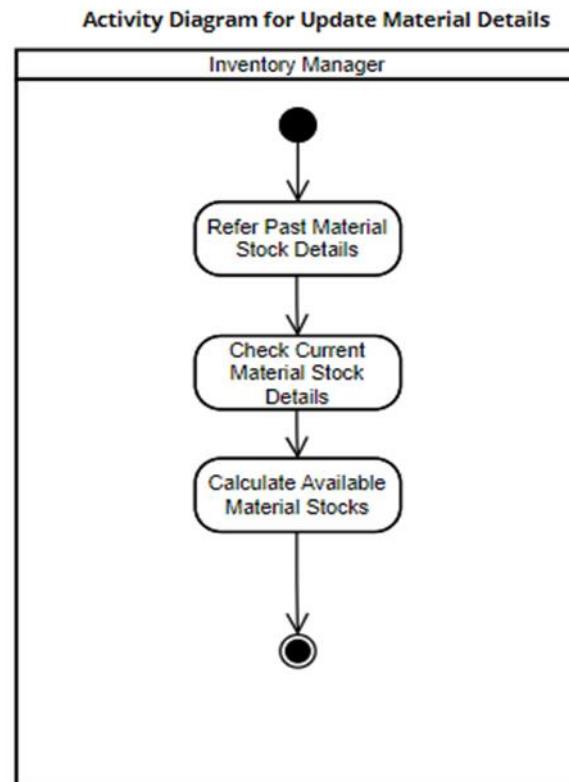 Activity Diagram for Update Material Details
Inventory Manager
Refer Past Material
Stock Details
Check Current
Material Stock
Details
Calculate Available
Material Stocks